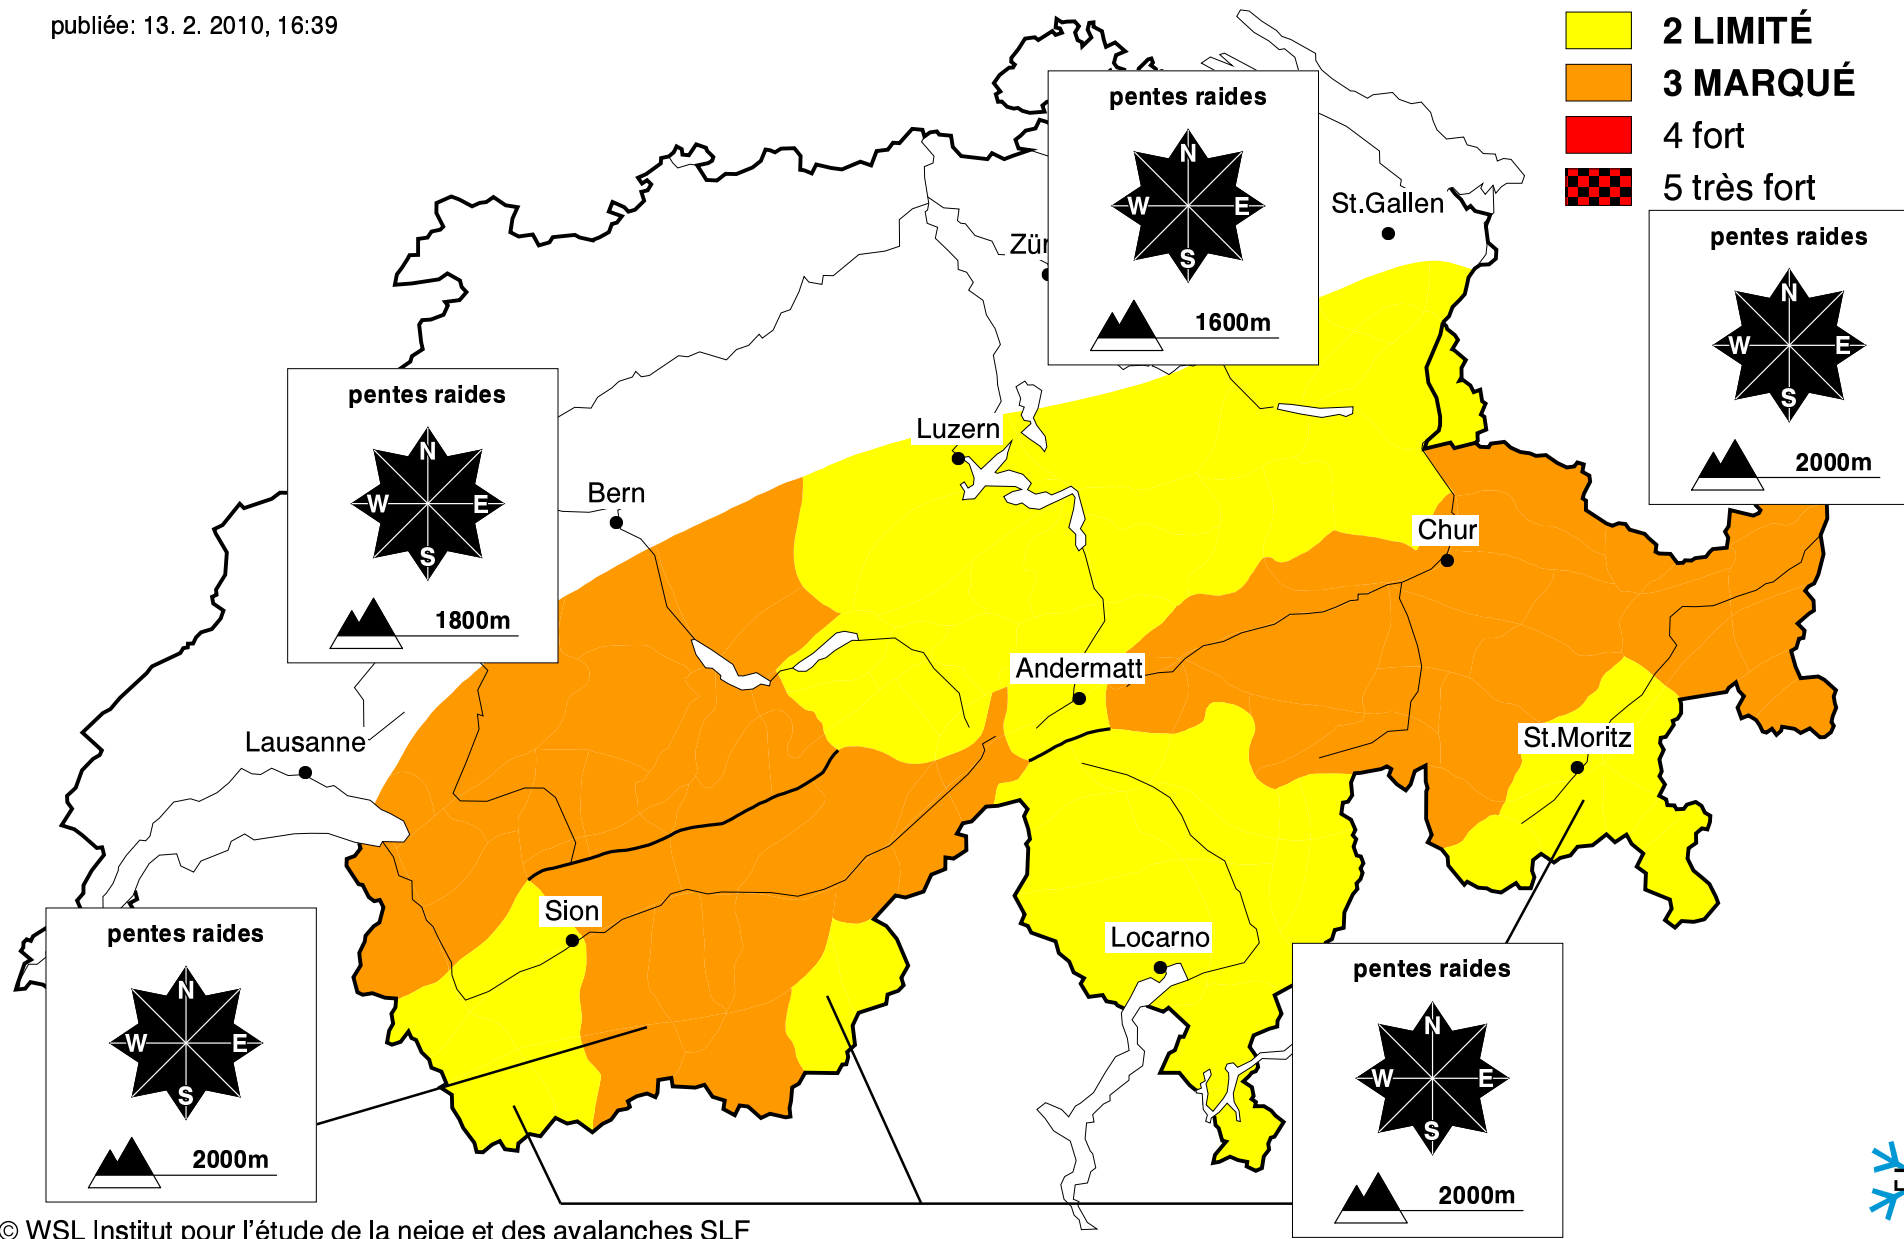 publiée: 13. 2. 2010, 16:39
2 LIMITÉ
3 MARQUÉ
4 fort
5 très fort
pentes raides
N
W E
S
1600m
St.Gallen
pentes raides
N
W E
S
2000m
Zür
pentes raides
N
W E
S
1800m
Luzern
Bern
Chur
Andermatt
Lausanne
St.Moritz
Sion
Locarno
pentes raides
N
W E
S
2000m
pentes raides
N
W E
S
2000m
© WSL Institut pour l'étude de la neige et des avalanches SLF